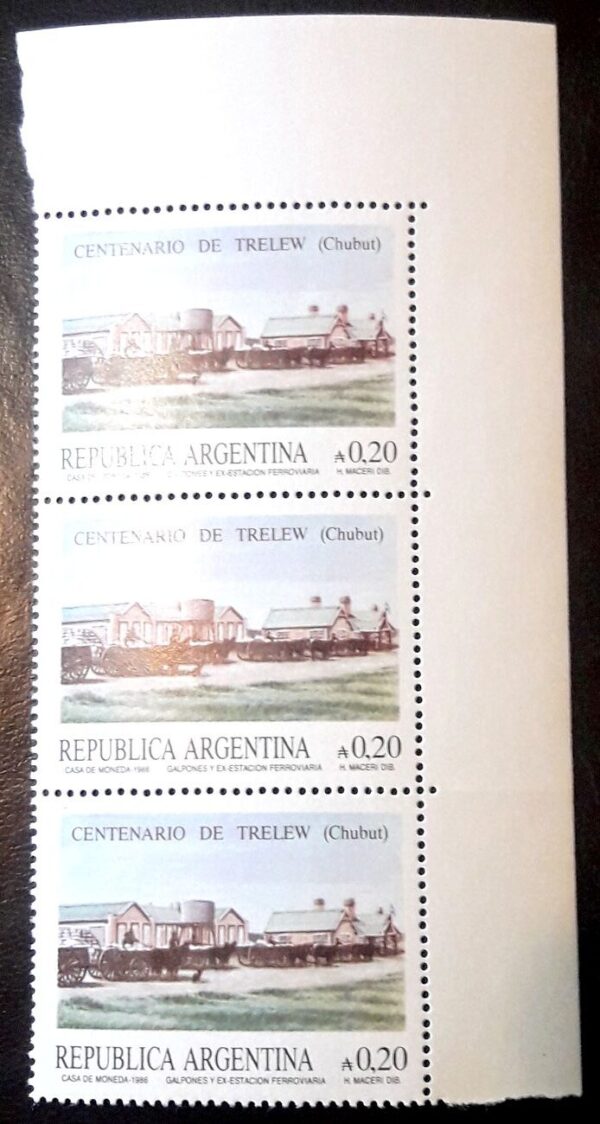 CENTENARIO DE TRELEW (Chubut)
REPUBLICA ARGENTINA ₳0,20
GALPONES Y EX-ESTACION FERROVIARIA H. MACERI DIB.
CENTENARIO DE TRELEW (Chubut)
REPUBLICA ARGENTINA ₳0,20
CASA DE MONEDA-1986 GALPONES Y EX-ESTACION FERROVIARIA H. MACERI DIB.
CENTENARIO DE TRELEW (Chubut)
REPUBLICA ARGENTINA ₳0,20
CASA DE MONEDA-1986 GALPONES Y EX-ESTACION FERROVIARIA H. MACERI DIB.